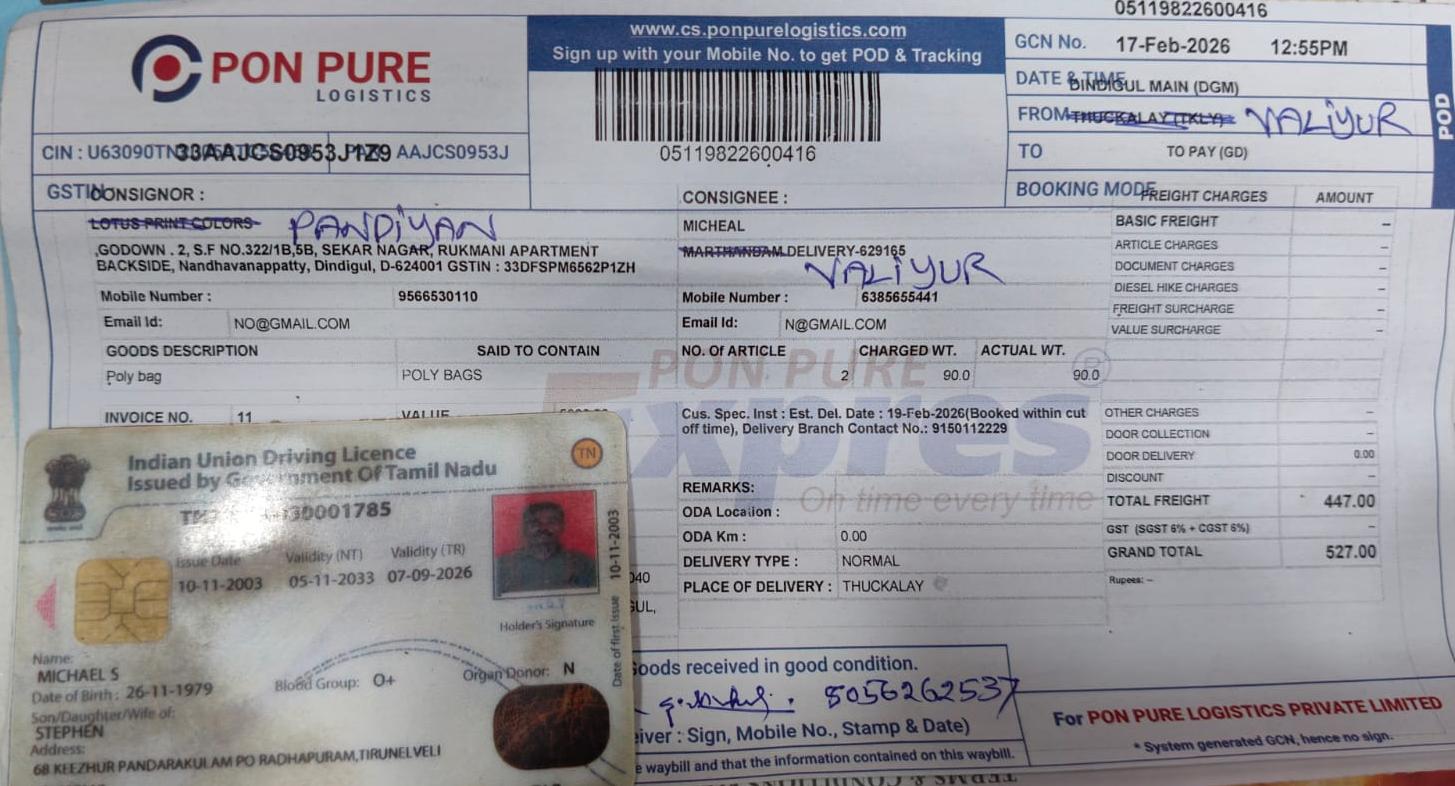 05119822600416
PON PURE
LOGISTICS
www.cs.ponpurelogistics.com
Sign up with your Mobile No. to get POD & Tracking
05119822600416
GCN No. 17-Feb-2026 12:55PM
DATE & TIME DINDIGUL MAIN (DGM)
FROM THUCKALAY (TKLY) VALIYUR
TO TO PAY (GD)
BOOKING MODE
POD
CIN : U63090TN 33AAJCS0953J1Z9 AAJCS0953J
GSTIN
CONSIGNOR :
LOTUS PRINT COLORS PANDIYAN
,GODOWN . 2, S.F NO.322/1B,5B, SEKAR NAGAR, RUKMANI APARTMENT
BACKSIDE, Nandhavanappatty, Dindigul, D-624001 GSTIN : 33DFSPM6562P1ZH
Mobile Number : 9566530110
Email Id: NO@GMAIL.COM
GOODS DESCRIPTION SAID TO CONTAIN
Poly bag POLY BAGS
INVOICE NO. 11 VALUE
CONSIGNEE :
MICHEAL
MARTHANDAM DELIVERY-629165
VALIYUR
Mobile Number : 6385655441
Email Id: N@GMAIL.COM
NO. Of ARTICLE CHARGED WT. ACTUAL WT.
2 90.0 90.0
PON PURE ®
Expres
On time every time
Cus. Spec. Inst : Est. Del. Date : 19-Feb-2026(Booked within cut
off time), Delivery Branch Contact No.: 9150112229
REMARKS:
ODA Location :
ODA Km : 0.00
DELIVERY TYPE : NORMAL
PLACE OF DELIVERY : THUCKALAY
FREIGHT CHARGES AMOUNT
BASIC FREIGHT –
ARTICLE CHARGES –
DOCUMENT CHARGES –
DIESEL HIKE CHARGES –
FREIGHT SURCHARGE –
VALUE SURCHARGE –
OTHER CHARGES –
DOOR COLLECTION –
DOOR DELIVERY 0.00
DISCOUNT –
TOTAL FREIGHT 447.00
GST (SGST 6% + CGST 6%) –
GRAND TOTAL 527.00
Rupees: –
040
GUL,
Goods received in good condition.
8056262537
eiver : Sign, Mobile No., Stamp & Date)
e waybill and that the information contained on this waybill.
For PON PURE LOGISTICS PRIVATE LIMITED
* System generated GCN, hence no sign.
TERMS & CONDITIONS
Indian Union Driving Licence
Issued by Government Of Tamil Nadu
TN
0001785
Issue Date Validity (NT) Validity (TR)
10-11-2003 05-11-2033 07-09-2026
Holder's Signature
Date of first Issue 10-11-2003
Name:
MICHAEL S
Date of Birth : 26-11-1979
Blood Group: O+
Organ Donor: N
Son/Daughter/Wife of:
STEPHEN
Address:
68 KEEZHUR PANDARAKULAM PO RADHAPURAM,TIRUNELVELI